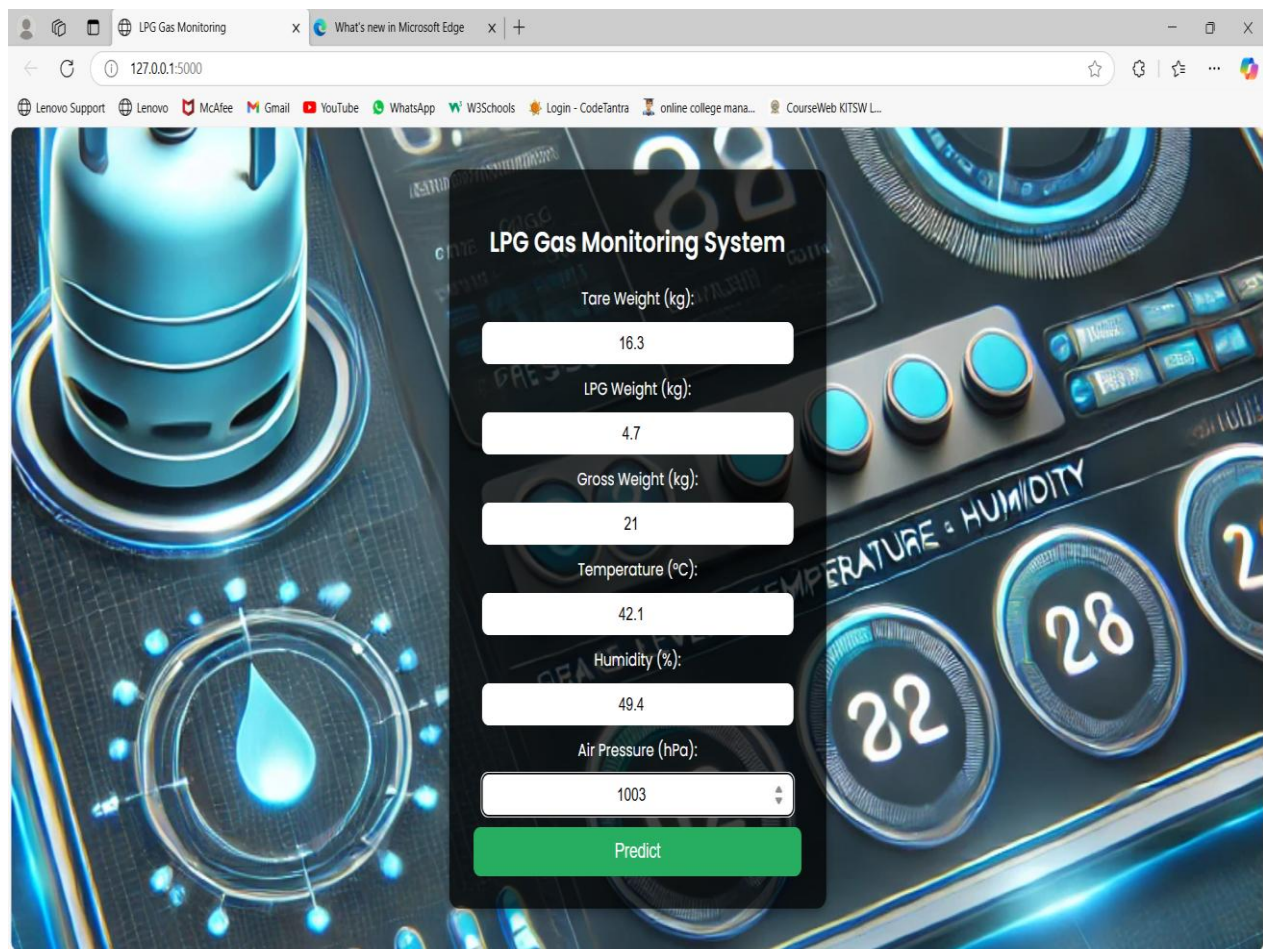 LPG Gas Monitoring
What's new in Microsoft Edge
127.0.0.1:5000
Lenovo Support Lenovo McAfee Gmail YouTube WhatsApp W3Schools Login - CodeTantra online college mana... CourseWeb KITSW L...
LPG Gas Monitoring System
Tare Weight (kg):
16.3
LPG Weight (kg):
4.7
Gross Weight (kg):
21
Temperature (°C):
42.1
Humidity (%):
49.4
Air Pressure (hPa):
1003
Predict
HUMIDITY
28
22